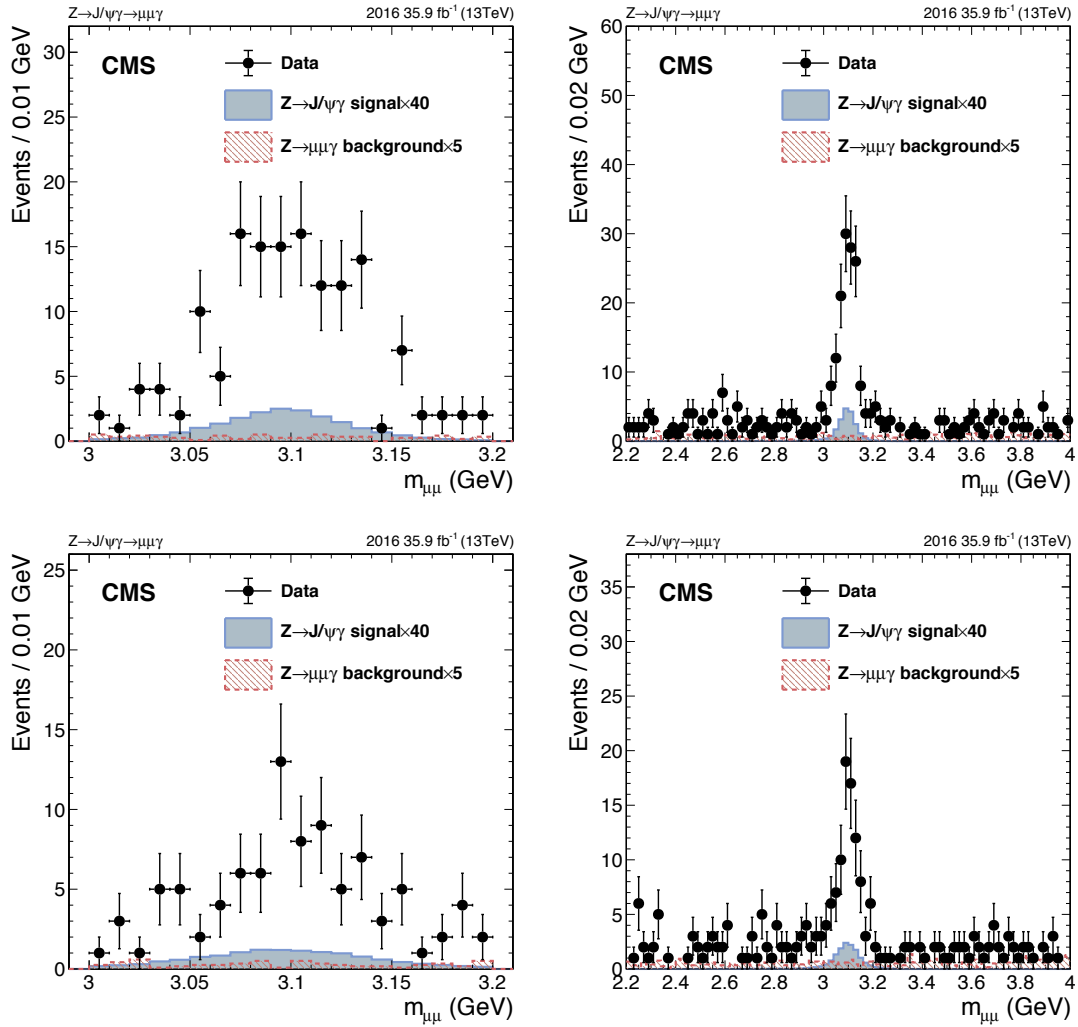 Z→J/ψγ→μμγ 2016 35.9 fb⁻¹ (13TeV)
CMS
Data
Z→J/ψγ signal×40
Z→μμγ background×5
Events / 0.01 GeV
30
25
20
15
10
5
0
3 3.05 3.1 3.15 3.2
m_μμ (GeV)
Z→J/ψγ→μμγ 2016 35.9 fb⁻¹ (13TeV)
CMS
Data
Z→J/ψγ signal×40
Z→μμγ background×5
Events / 0.02 GeV
60
50
40
30
20
10
0
2.2 2.4 2.6 2.8 3 3.2 3.4 3.6 3.8 4
m_μμ (GeV)
Z→J/ψγ→μμγ 2016 35.9 fb⁻¹ (13TeV)
CMS
Data
Z→J/ψγ signal×40
Z→μμγ background×5
Events / 0.01 GeV
25
20
15
10
5
0
3 3.05 3.1 3.15 3.2
m_μμ (GeV)
Z→J/ψγ→μμγ 2016 35.9 fb⁻¹ (13TeV)
CMS
Data
Z→J/ψγ signal×40
Z→μμγ background×5
Events / 0.02 GeV
35
30
25
20
15
10
5
0
2.2 2.4 2.6 2.8 3 3.2 3.4 3.6 3.8 4
m_μμ (GeV)